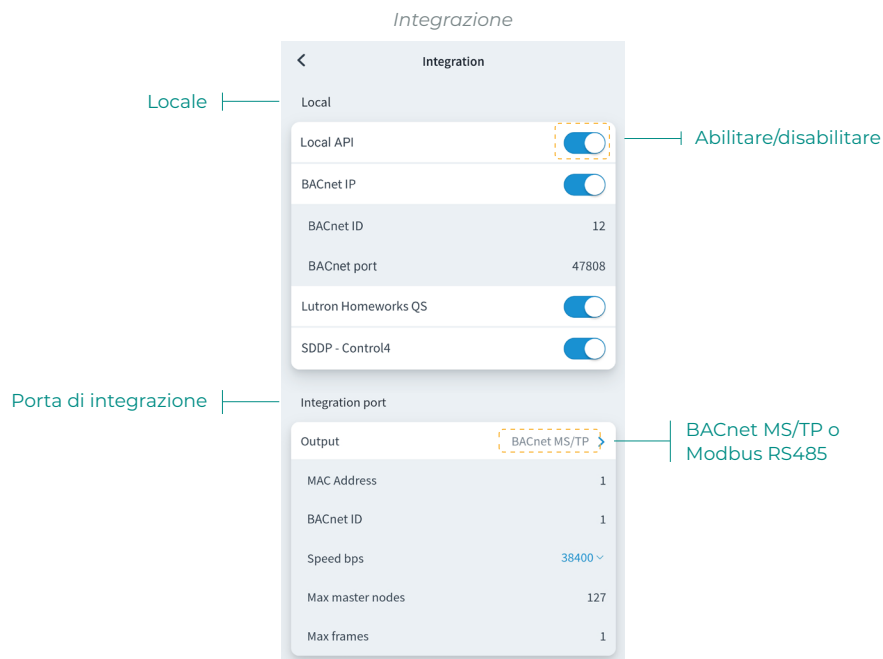 Integrazione
Integration
Locale
Local
Local API
Abilitare/disabilitare
BACnet IP
BACnet ID 12
BACnet port 47808
Lutron Homeworks QS
SDDP - Control4
Porta di integrazione
Integration port
Output BACnet MS/TP
BACnet MS/TP o
Modbus RS485
MAC Address 1
BACnet ID 1
Speed bps 38400
Max master nodes 127
Max frames 1